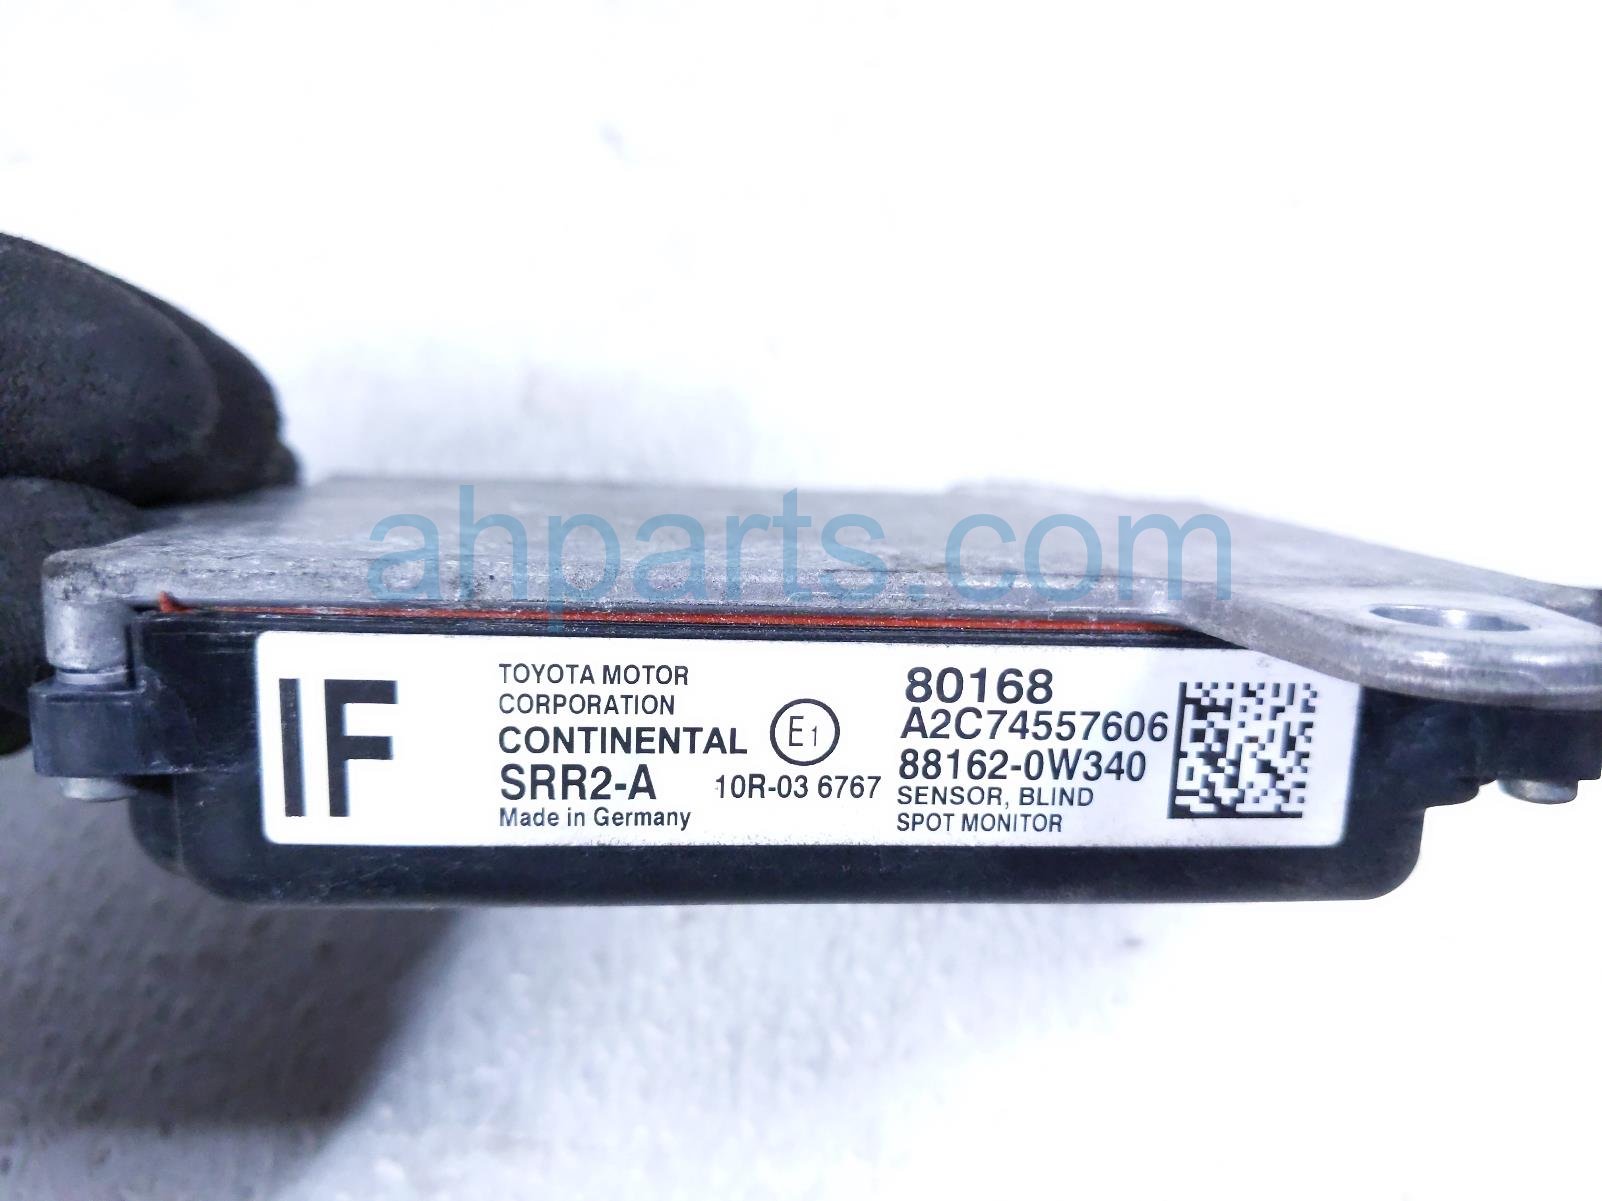 ahparts.com
IF
TOYOTA MOTOR
CORPORATION
CONTINENTAL
SRR2-A
Made in Germany
E1
10R-03 6767
80168
A2C74557606
88162-0W340
SENSOR, BLIND
SPOT MONITOR